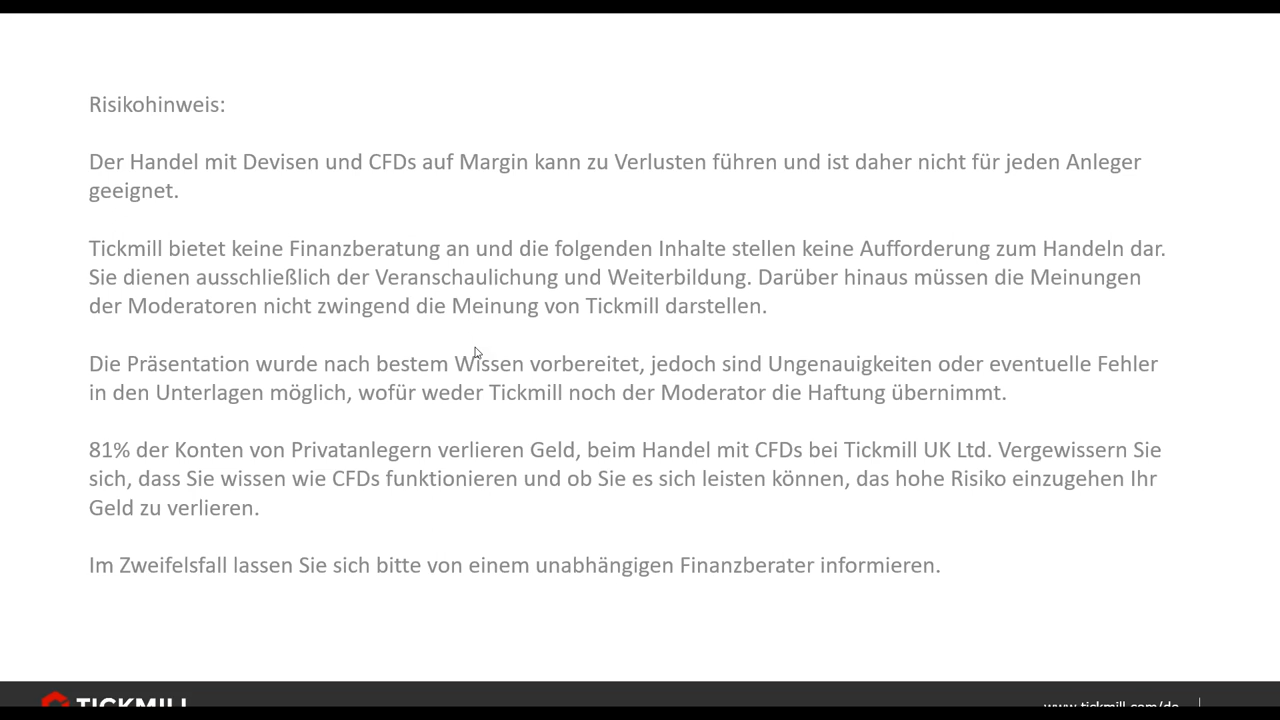 Risikohinweis:
Der Handel mit Devisen und CFDs auf Margin kann zu Verlusten führen und ist daher nicht für jeden Anleger
geeignet.
Tickmill bietet keine Finanzberatung an und die folgenden Inhalte stellen keine Aufforderung zum Handeln dar.
Sie dienen ausschließlich der Veranschaulichung und Weiterbildung. Darüber hinaus müssen die Meinungen
der Moderatoren nicht zwingend die Meinung von Tickmill darstellen.
Die Präsentation wurde nach bestem Wissen vorbereitet, jedoch sind Ungenauigkeiten oder eventuelle Fehler
in den Unterlagen möglich, wofür weder Tickmill noch der Moderator die Haftung übernimmt.
81% der Konten von Privatanlegern verlieren Geld, beim Handel mit CFDs bei Tickmill UK Ltd. Vergewissern Sie
sich, dass Sie wissen wie CFDs funktionieren und ob Sie es sich leisten können, das hohe Risiko einzugehen Ihr
Geld zu verlieren.
Im Zweifelsfall lassen Sie sich bitte von einem unabhängigen Finanzberater informieren.
TICKMILL
www.tickmill.com/de